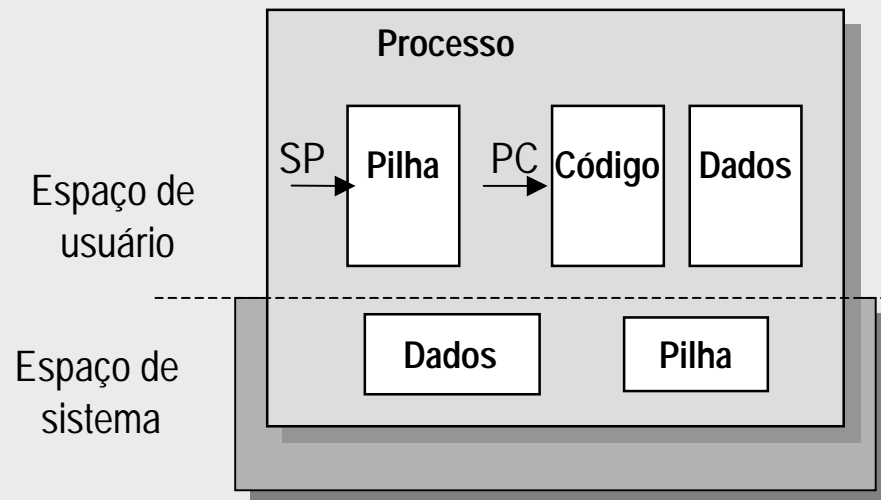 Processo
SP
Pilha
PC
Código
Dados
Espaço de
usuário
Dados
Pilha
Espaço de
sistema